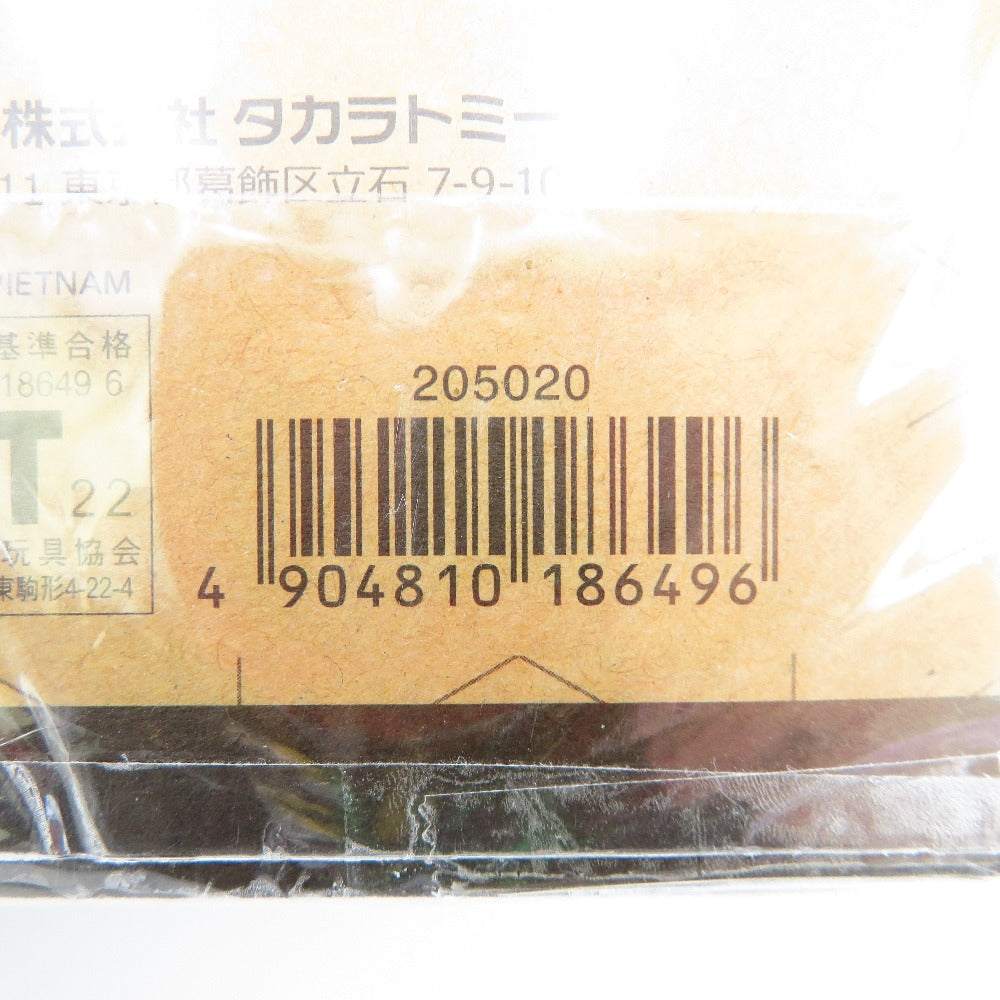 株式会社 タカラトミー
11 東京都葛飾区立石 7-9-10
VIETNAM
基準合格
18649 6
T
22
玩具協会
東駒形4-22-4
205020
4 904810 186496